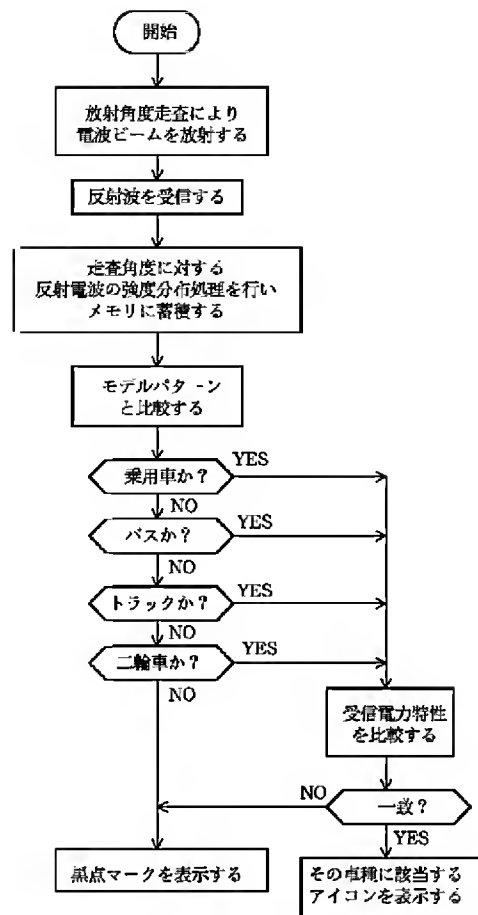 開始
放射角度走査により
電波ビームを放射する
反射波を受信する
走査角度に対する
反射電波の強度分布処理を行い
メモリに蓄積する
モデルパターン
と比較する
乗用車か?
YES
NO
バスか?
YES
NO
トラックか?
YES
NO
二輪車か?
YES
NO
受信電力特性
を比較する
一致?
NO
YES
黒点マークを表示する
その車種に該当する
アイコンを表示する